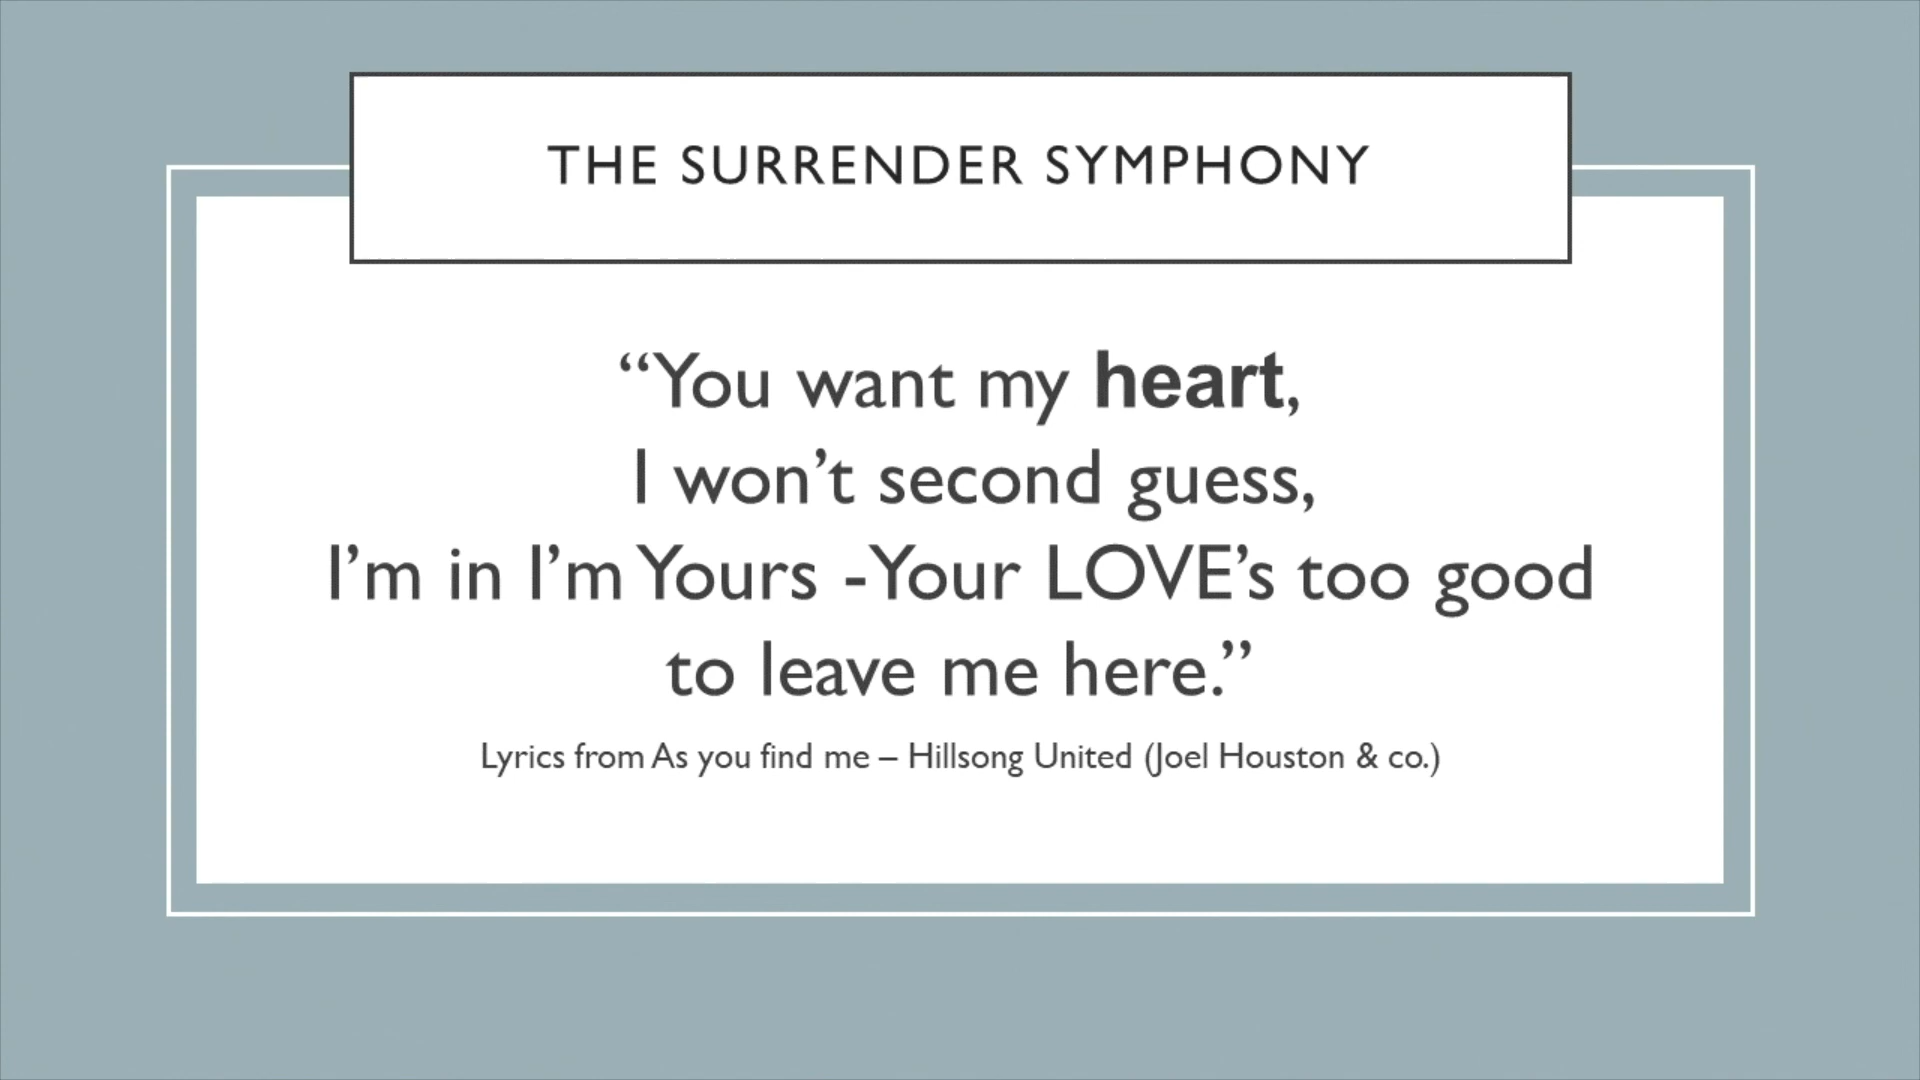 THE SURRENDER SYMPHONY
“You want my heart,
I won’t second guess,
I’m in I’m Yours -Your LOVE’s too good
to leave me here.”
Lyrics from As you find me – Hillsong United (Joel Houston & co.)